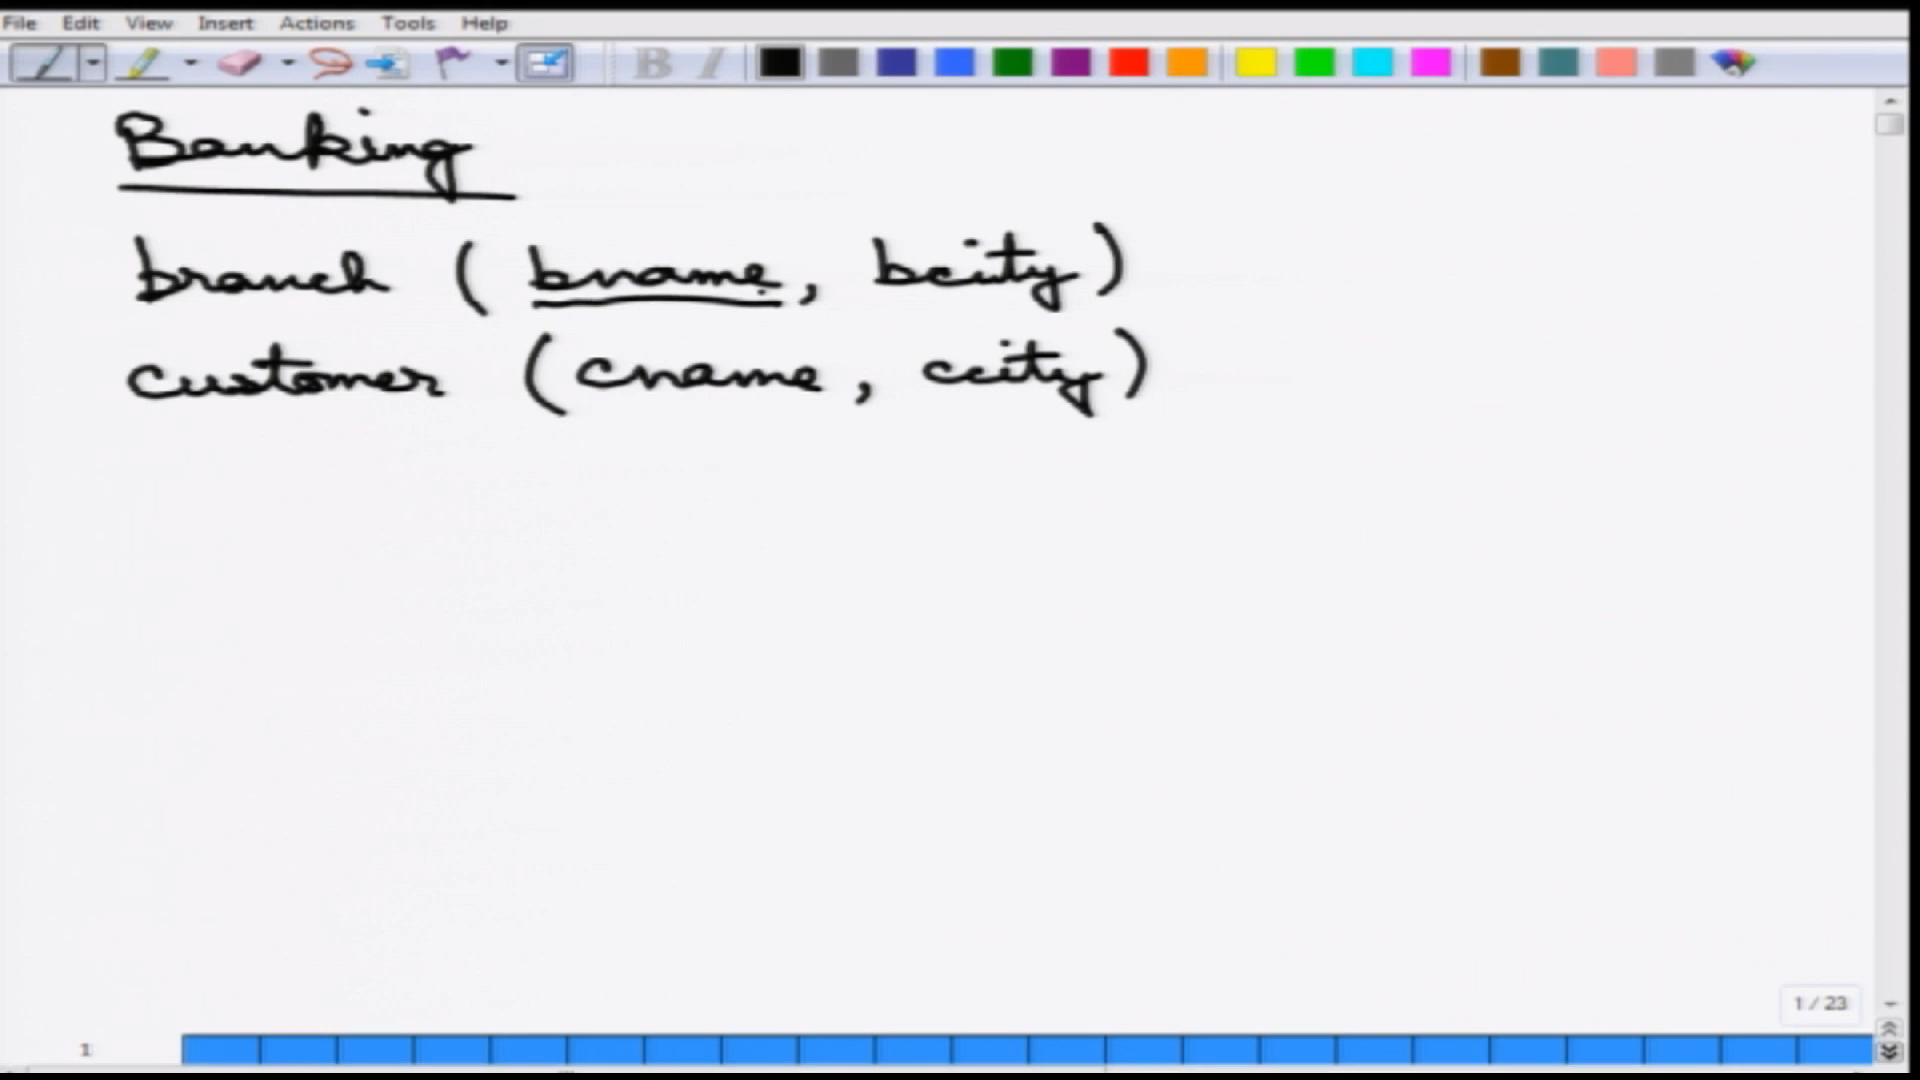 File Edit View Insert Actions Tools Help
B I
Banking
branch ( bname, bcity )
customer ( cname, ccity )
1 / 23
1